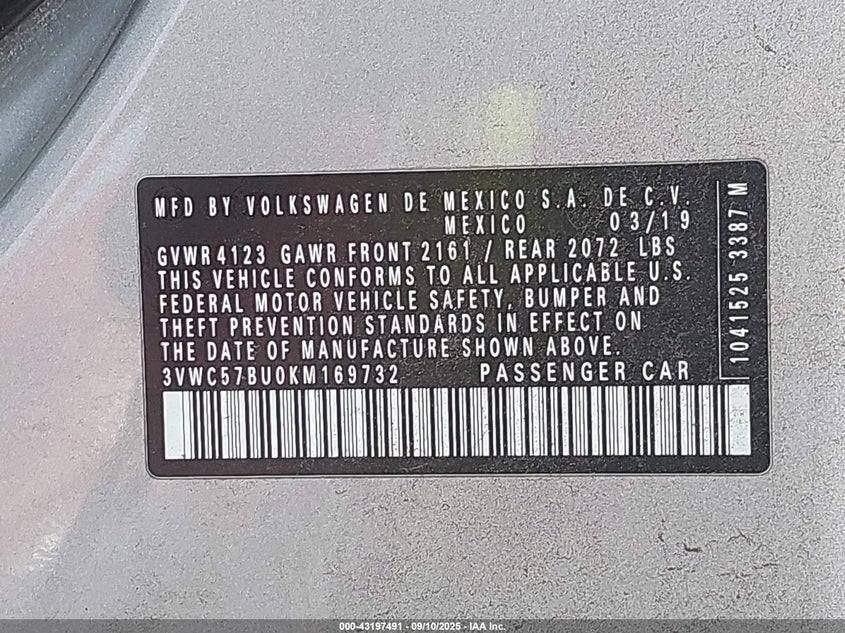 MFD BY VOLKSWAGEN DE MEXICO S.A. DE C.V.
MEXICO 03/19
GVWR 4123 GAWR FRONT 2161 / REAR 2072 LBS
THIS VEHICLE CONFORMS TO ALL APPLICABLE U.S.
FEDERAL MOTOR VEHICLE SAFETY, BUMPER AND
THEFT PREVENTION STANDARDS IN EFFECT ON
THE DATE OF MANUFACTURE SHOWN ABOVE.
3VWC57BU0KM169732 PASSENGER CAR
1041525 3387 M
000-43197491 - 09/10/2025 - IAA Inc.